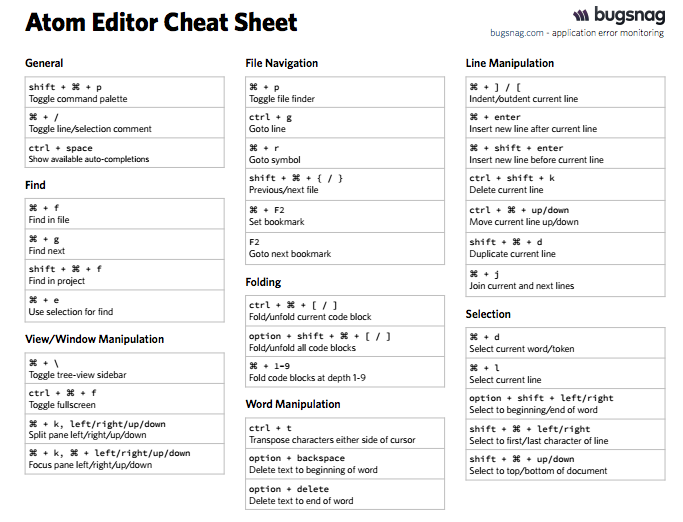 Atom Editor Cheat Sheet
bugsnag
bugsnag.com - application error monitoring
General
shift + ⌘ + p
Toggle command palette
⌘ + /
Toggle line/selection comment
ctrl + space
Show available auto-completions
Find
⌘ + f
Find in file
⌘ + g
Find next
shift + ⌘ + f
Find in project
⌘ + e
Use selection for find
View/Window Manipulation
⌘ + \
Toggle tree-view sidebar
ctrl + ⌘ + f
Toggle fullscreen
⌘ + k, left/right/up/down
Split pane left/right/up/down
⌘ + k, ⌘ + left/right/up/down
Focus pane left/right/up/down
File Navigation
⌘ + p
Toggle file finder
ctrl + g
Goto line
⌘ + r
Goto symbol
shift + ⌘ + { / }
Previous/next file
⌘ + F2
Set bookmark
F2
Goto next bookmark
Folding
ctrl + ⌘ + [ / ]
Fold/unfold current code block
option + shift + ⌘ + [ / ]
Fold/unfold all code blocks
⌘ + 1-9
Fold code blocks at depth 1-9
Word Manipulation
ctrl + t
Transpose characters either side of cursor
option + backspace
Delete text to beginning of word
option + delete
Delete text to end of word
Line Manipulation
⌘ + ] / [
Indent/outdent current line
⌘ + enter
Insert new line after current line
⌘ + shift + enter
Insert new line before current line
ctrl + shift + k
Delete current line
ctrl + ⌘ + up/down
Move current line up/down
shift + ⌘ + d
Duplicate current line
⌘ + j
Join current and next lines
Selection
⌘ + d
Select current word/token
⌘ + l
Select current line
option + shift + left/right
Select to beginning/end of word
shift + ⌘ + left/right
Select to first/last character of line
shift + ⌘ + up/down
Select to top/bottom of document